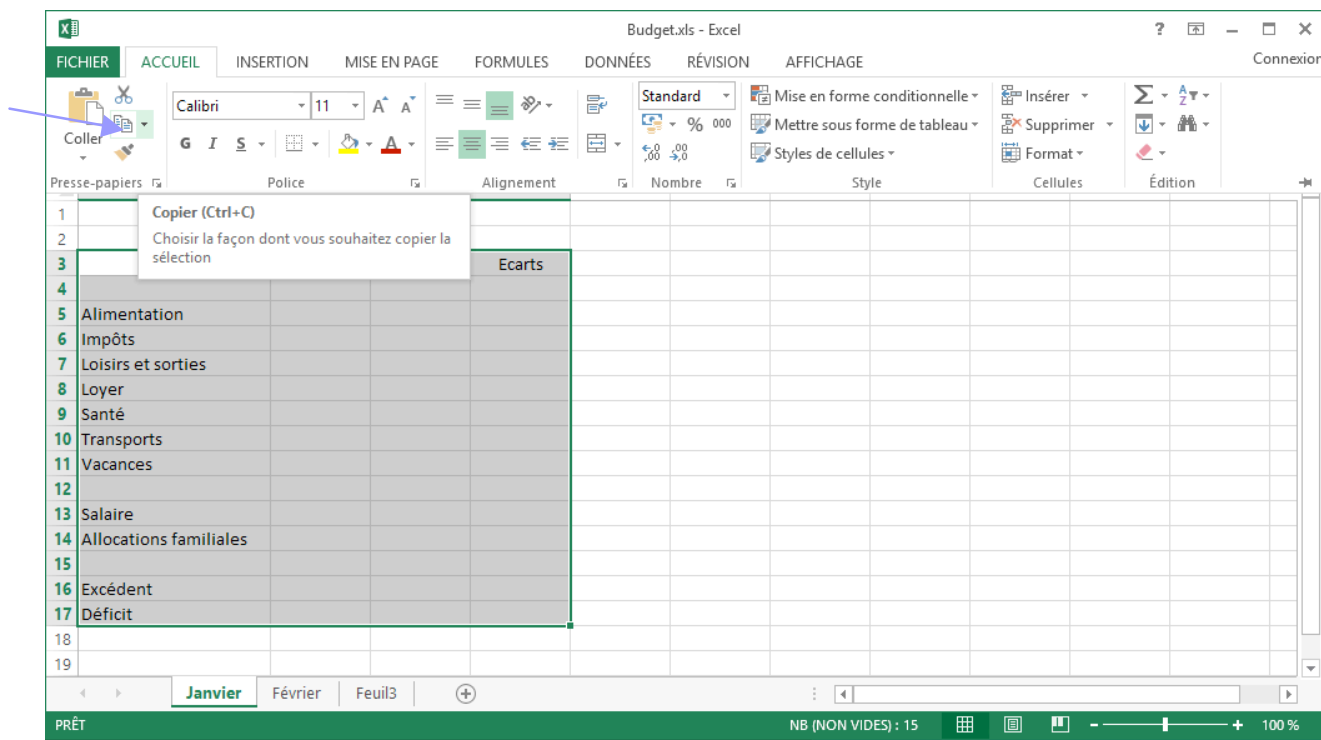 Budget.xls - Excel ?
FICHIER ACCUEIL INSERTION MISE EN PAGE FORMULES DONNÉES RÉVISION AFFICHAGE Connexion
Coller
Calibri 11 A A
G I S A
Standard
% 000
,00 ,0
Mise en forme conditionnelle
Mettre sous forme de tableau
Styles de cellules
Insérer
Supprimer
Format
Σ A Z
Presse-papiers Police Alignement Nombre Style Cellules Édition
Copier (Ctrl+C)
Choisir la façon dont vous souhaitez copier la
sélection
1
2
3 Ecarts
4
5 Alimentation
6 Impôts
7 Loisirs et sorties
8 Loyer
9 Santé
10 Transports
11 Vacances
12
13 Salaire
14 Allocations familiales
15
16 Excédent
17 Déficit
18
19
Janvier Février Feuil3
PRÊT NB (NON VIDES) : 15 - + 100 %